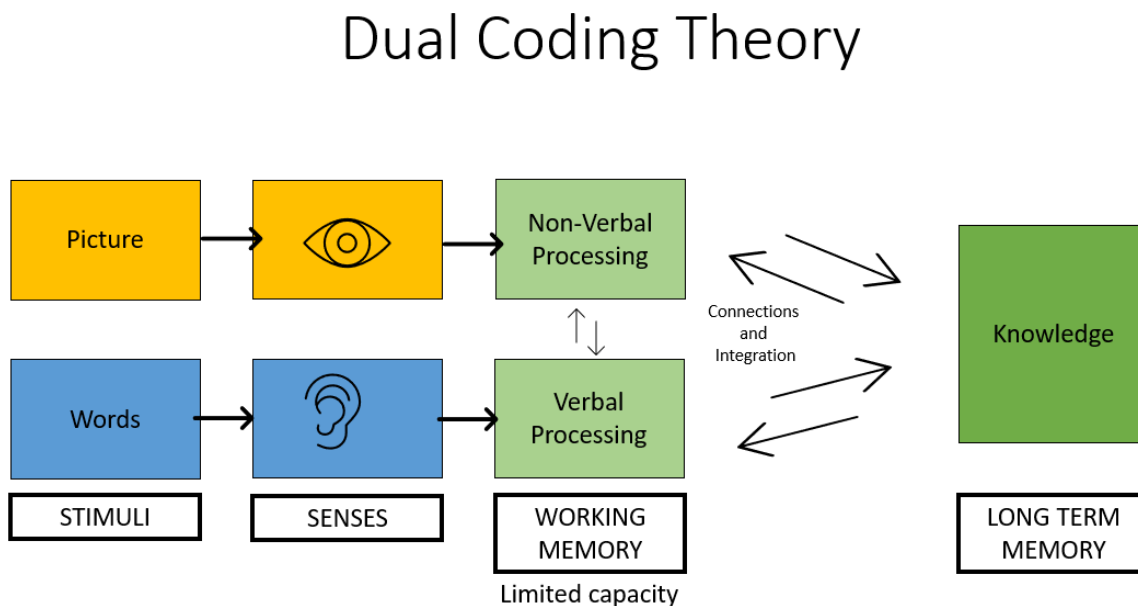 Dual Coding Theory
Picture
Non-Verbal
Processing
Connections
and
Integration
Knowledge
Words
Verbal
Processing
STIMULI
SENSES
WORKING
MEMORY
LONG TERM
MEMORY
Limited capacity